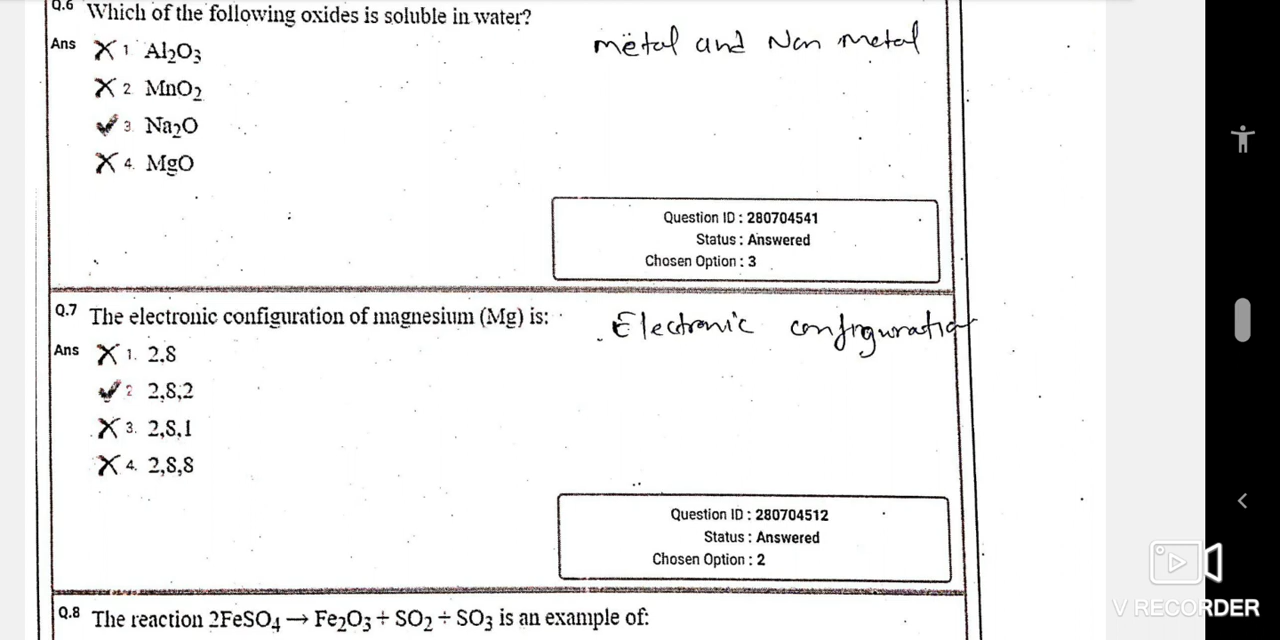 Q.6 Which of the following oxides is soluble in water?
metal and Non metal
Ans 1 Al2O3
2 MnO2
3. Na2O
4. MgO
Question ID : 280704541
Status : Answered
Chosen Option : 3
Q.7 The electronic configuration of magnesium (Mg) is:
Electronic configuration
Ans 1. 2,8
2 2,8,2
3. 2,8,1
4. 2,8,8
Question ID : 280704512
Status : Answered
Chosen Option : 2
Q.8 The reaction 2FeSO4 → Fe2O3 + SO2 + SO3 is an example of:
V RECORDER